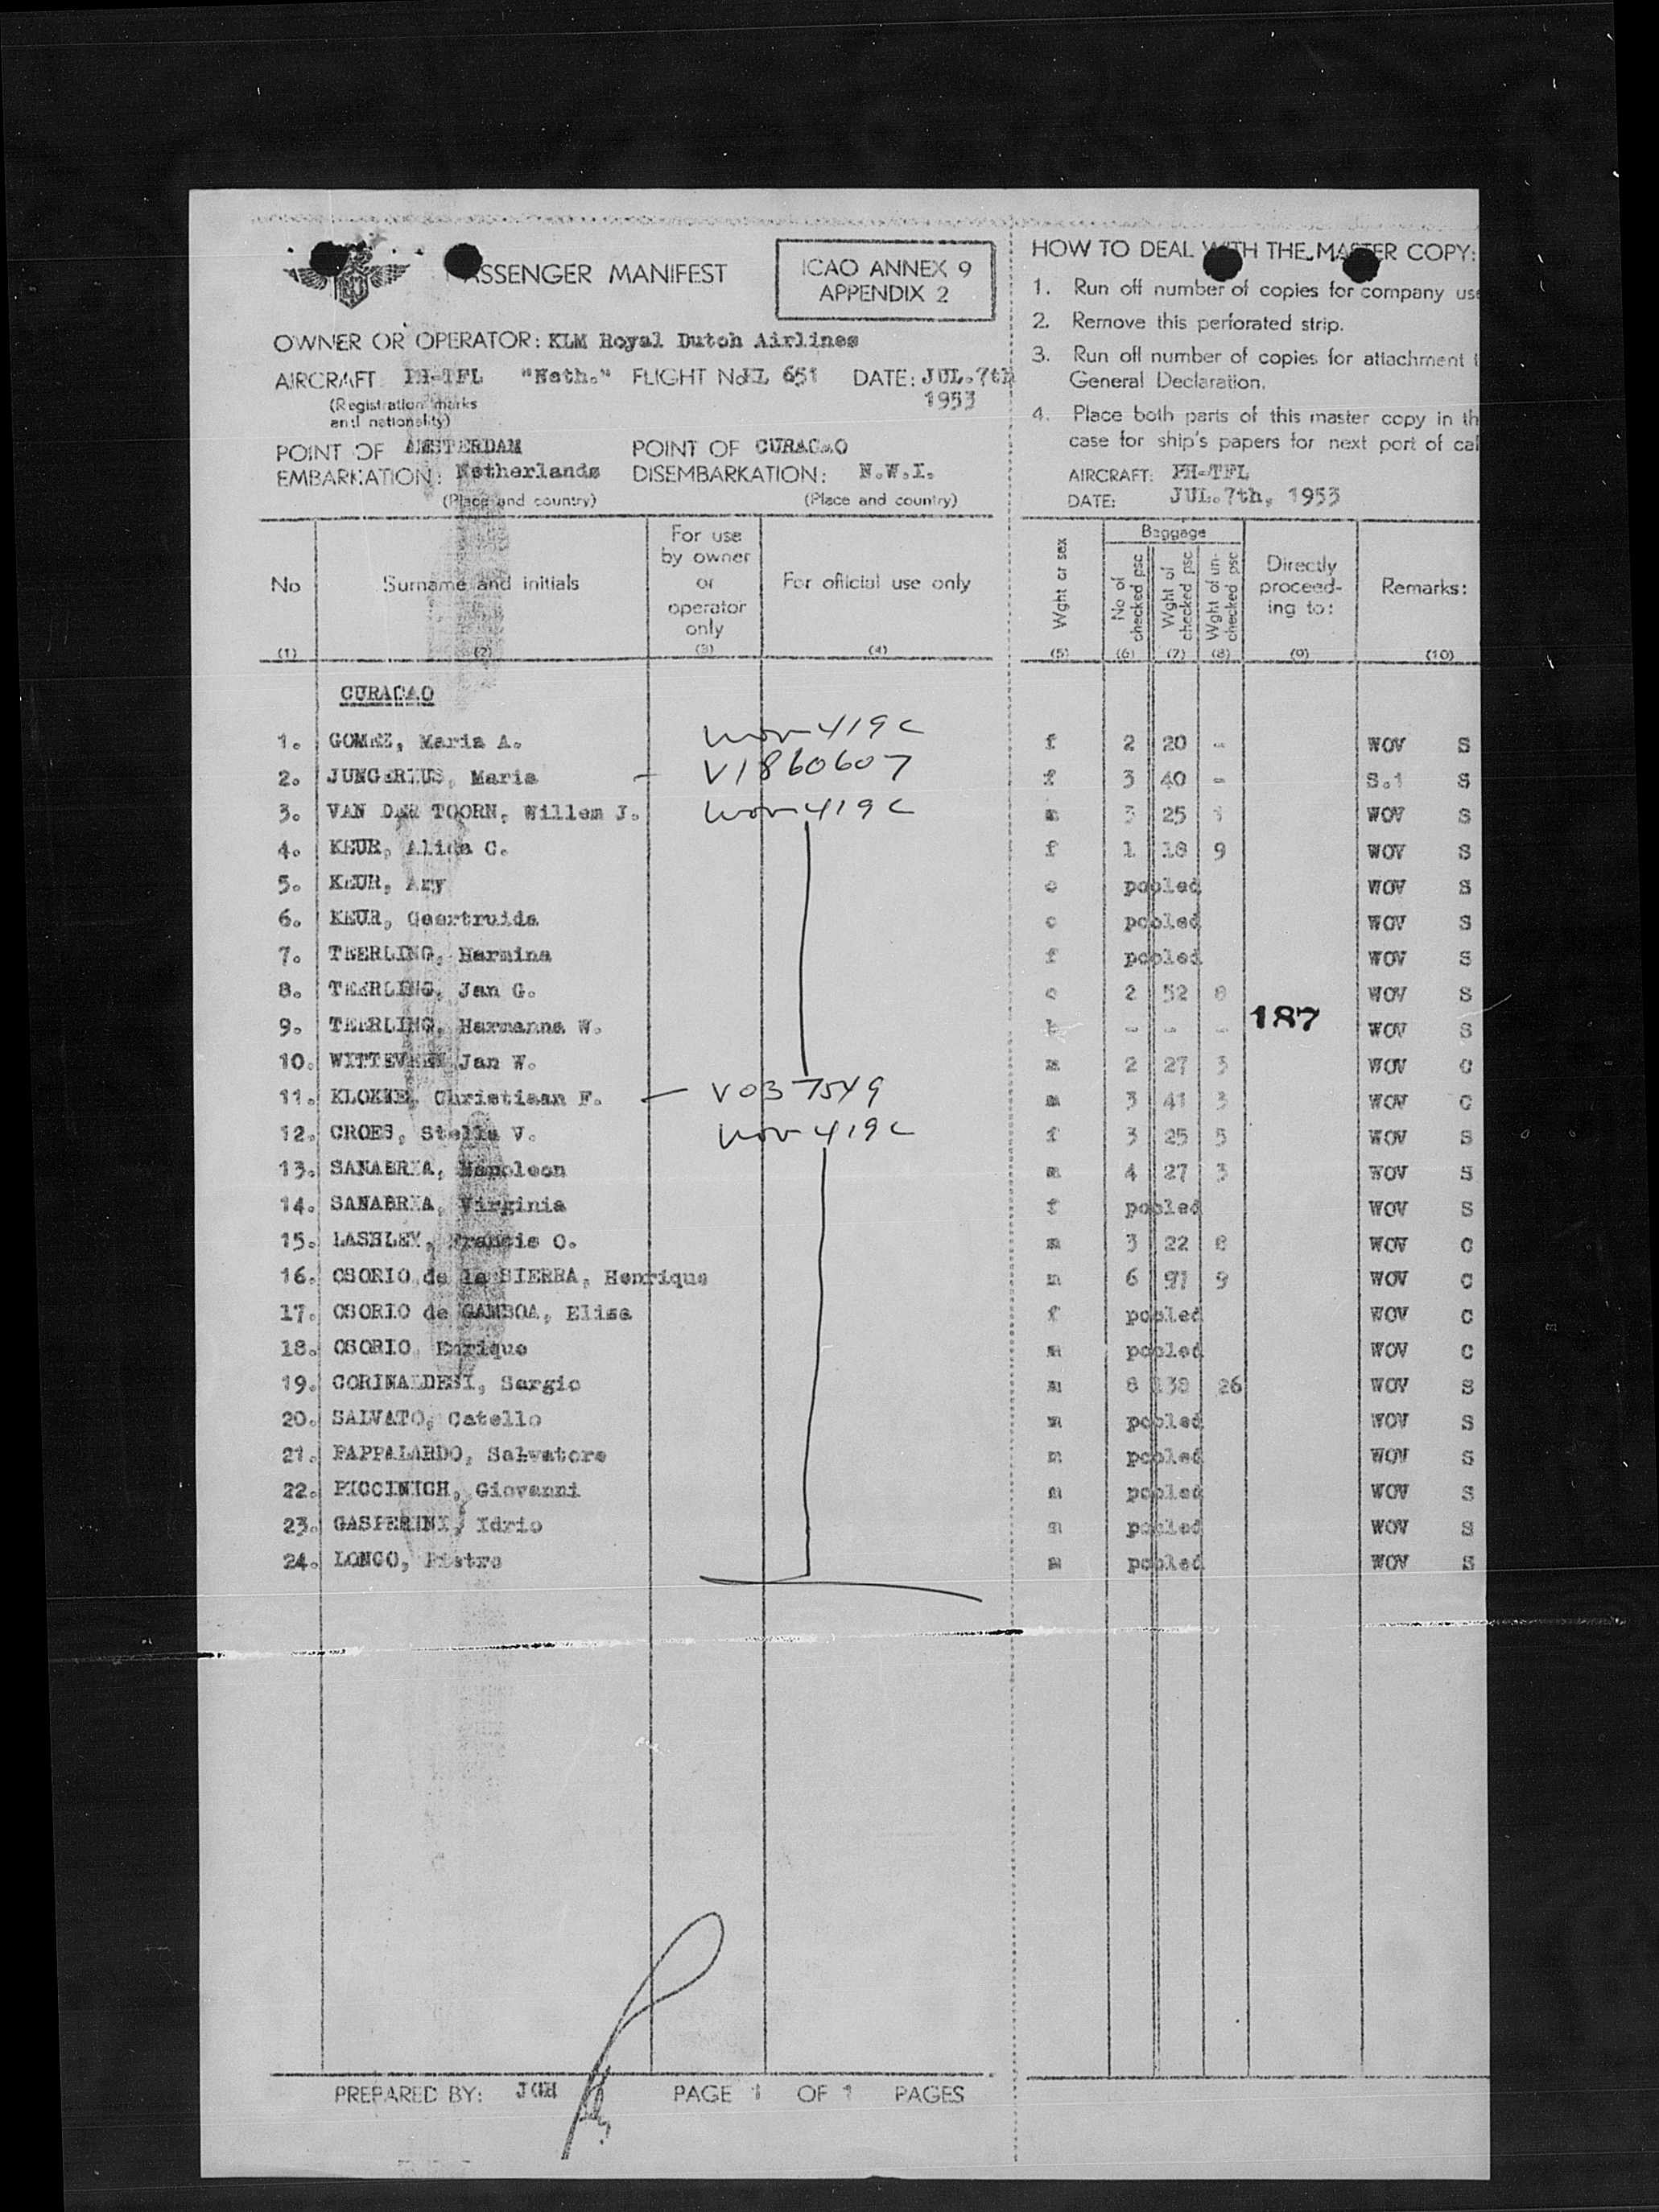 PASSENGER MANIFEST
ICAO ANNEX 9
APPENDIX 2
OWNER OR OPERATOR: KLM Royal Dutch Airlines
AIRCRAFT: PH-TFL "Neth." FLIGHT No KL 651 DATE: JUL.7th
1953
(Registration marks
and nationality)
POINT OF AMSTERDAM POINT OF CURACAO
EMBARKATION: Netherlands DISEMBARKATION: N.W.I.
(Place and country) (Place and country)
HOW TO DEAL WITH THE MASTER COPY:
1. Run off number of copies for company use
2. Remove this perforated strip.
3. Run off number of copies for attachment
General Declaration.
4. Place both parts of this master copy in th
case for ship's papers for next port of cal
AIRCRAFT: PH-TFL
DATE: JUL.7th, 1953
No Surname and initials For use by owner or operator only For official use only Wght or sex Baggage No of checked psc Wght of checked psc Wght of un-checked psc Directly proceed-ing to: Remarks:
(1) (2) (3) (4) (5) (6) (7) (8) (9) (10)
CURACAO
1. GOMEZ, Maria A. 419c f 2 20 - WOV S
2. JUNGERIUS, Maria - V1860607 f 3 40 - S.1 S
3. VAN DER TOORN, Willem J. 419c m 3 25 1 WOV S
4. KEUR, Alida C. f 1 18 9 WOV S
5. KEUR, Ary c pooled WOV S
6. KEUR, Geertruida c pooled WOV S
7. TEERLING, Harmina f pooled WOV S
8. TEERLING, Jan G. c 2 52 8 WOV S
187
9. TEERLING, Harmanna W. - - - WOV S
10. WITTEVEEN Jan W. m 2 27 3 WOV C
11. KLOKKE, Christiaan F. - V037549 m 3 41 3 WOV C
12. CROES, Stella V. 419c f 3 25 5 WOV S
13. SANABRIA, Napoleon m 4 27 3 WOV S
14. SANABRIA, Virginia f pooled WOV S
15. LASHLEY, Francis O. m 3 22 8 WOV C
16. OSORIO de la SIERRA, Henrique m 6 97 9 WOV C
17. OSORIO de GAMBOA, Elisa f pooled WOV C
18. OSORIO, Enrique m pooled WOV C
19. CORINALDESI, Sergio m 8 138 26 WOV S
20. SALVATO, Catello m pooled WOV S
21. PAPPALARDO, Salvatore m pooled WOV S
22. PICCINICH, Giovanni m pooled WOV S
23. GASPERINI, Idrio m pooled WOV S
24. LONGO, Pietro m pooled WOV S
PREPARED BY: JGH PAGE 1 OF 1 PAGES